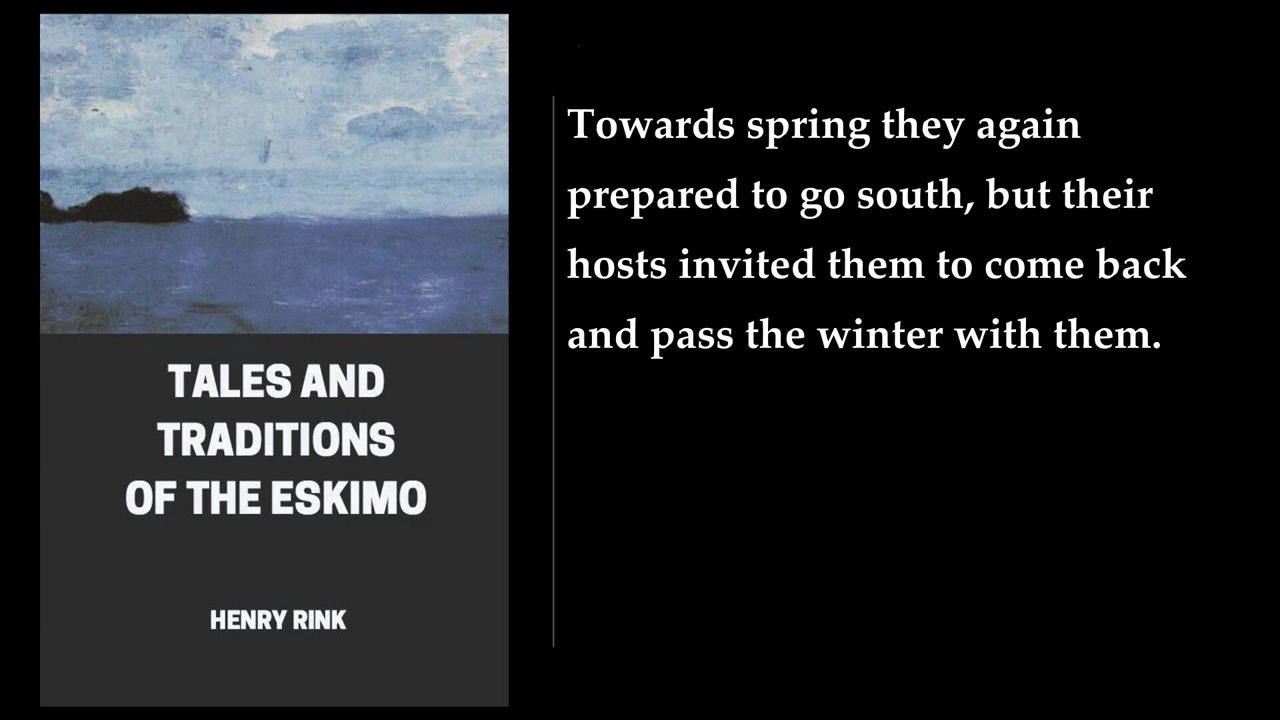 TALES AND
TRADITIONS
OF THE ESKIMO
HENRY RINK
Towards spring they again
prepared to go south, but their
hosts invited them to come back
and pass the winter with them.